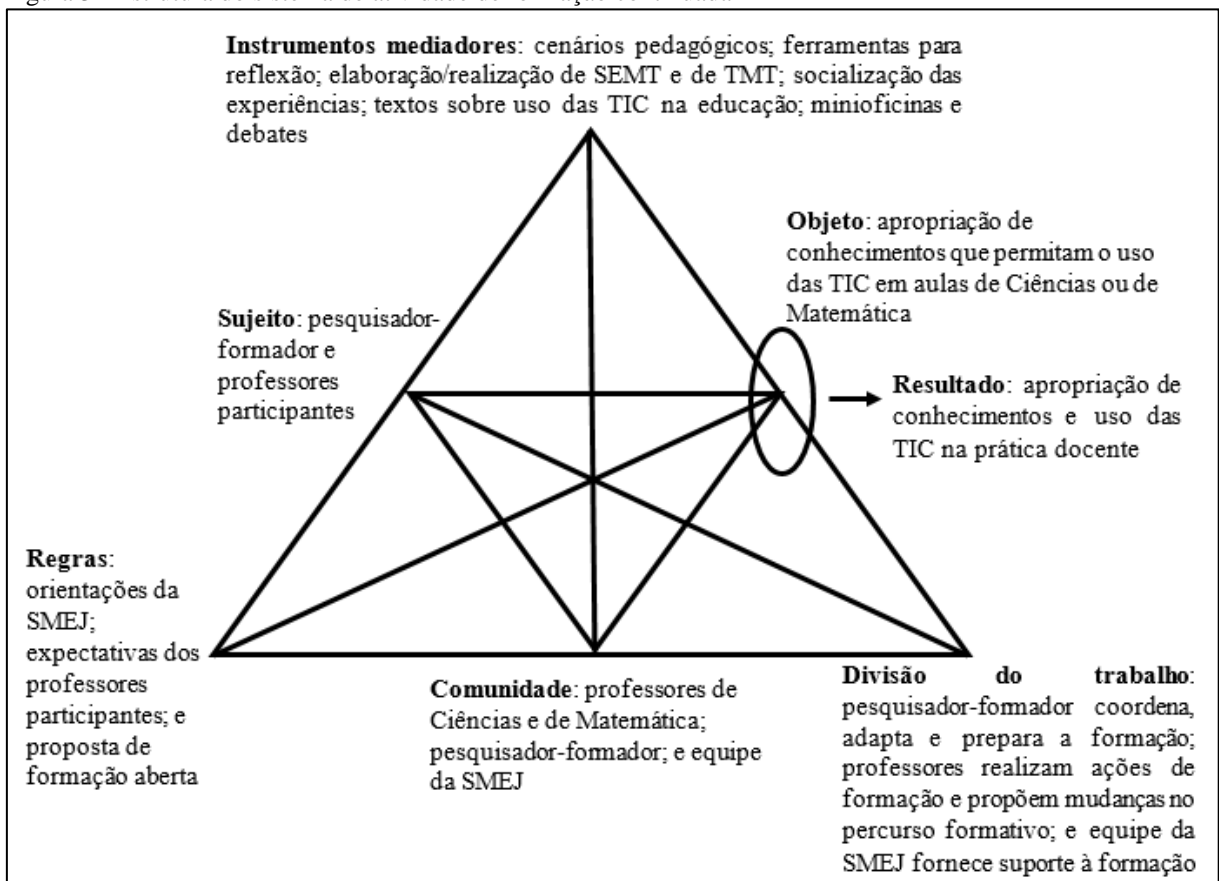 Instrumentos mediadores: cenários pedagógicos; ferramentas para
reflexão; elaboração/realização de SEMT e de TMT; socialização das
experiências; textos sobre uso das TIC na educação; minioficinas e
debates
Objeto: apropriação de
conhecimentos que permitam o uso
das TIC em aulas de Ciências ou de
Matemática
Sujeito: pesquisador-
formador e
professores
participantes
Resultado: apropriação de
conhecimentos e uso das
TIC na prática docente
Regras:
orientações da
SMEJ;
expectativas dos
professores
participantes; e
proposta de
formação aberta
Comunidade: professores de
Ciências e de Matemática;
pesquisador-formador; e equipe
da SMEJ
Divisão do trabalho:
pesquisador-formador coordena,
adapta e prepara a formação;
professores realizam ações de
formação e propõem mudanças no
percurso formativo; e equipe da
SMEJ fornece suporte à formação